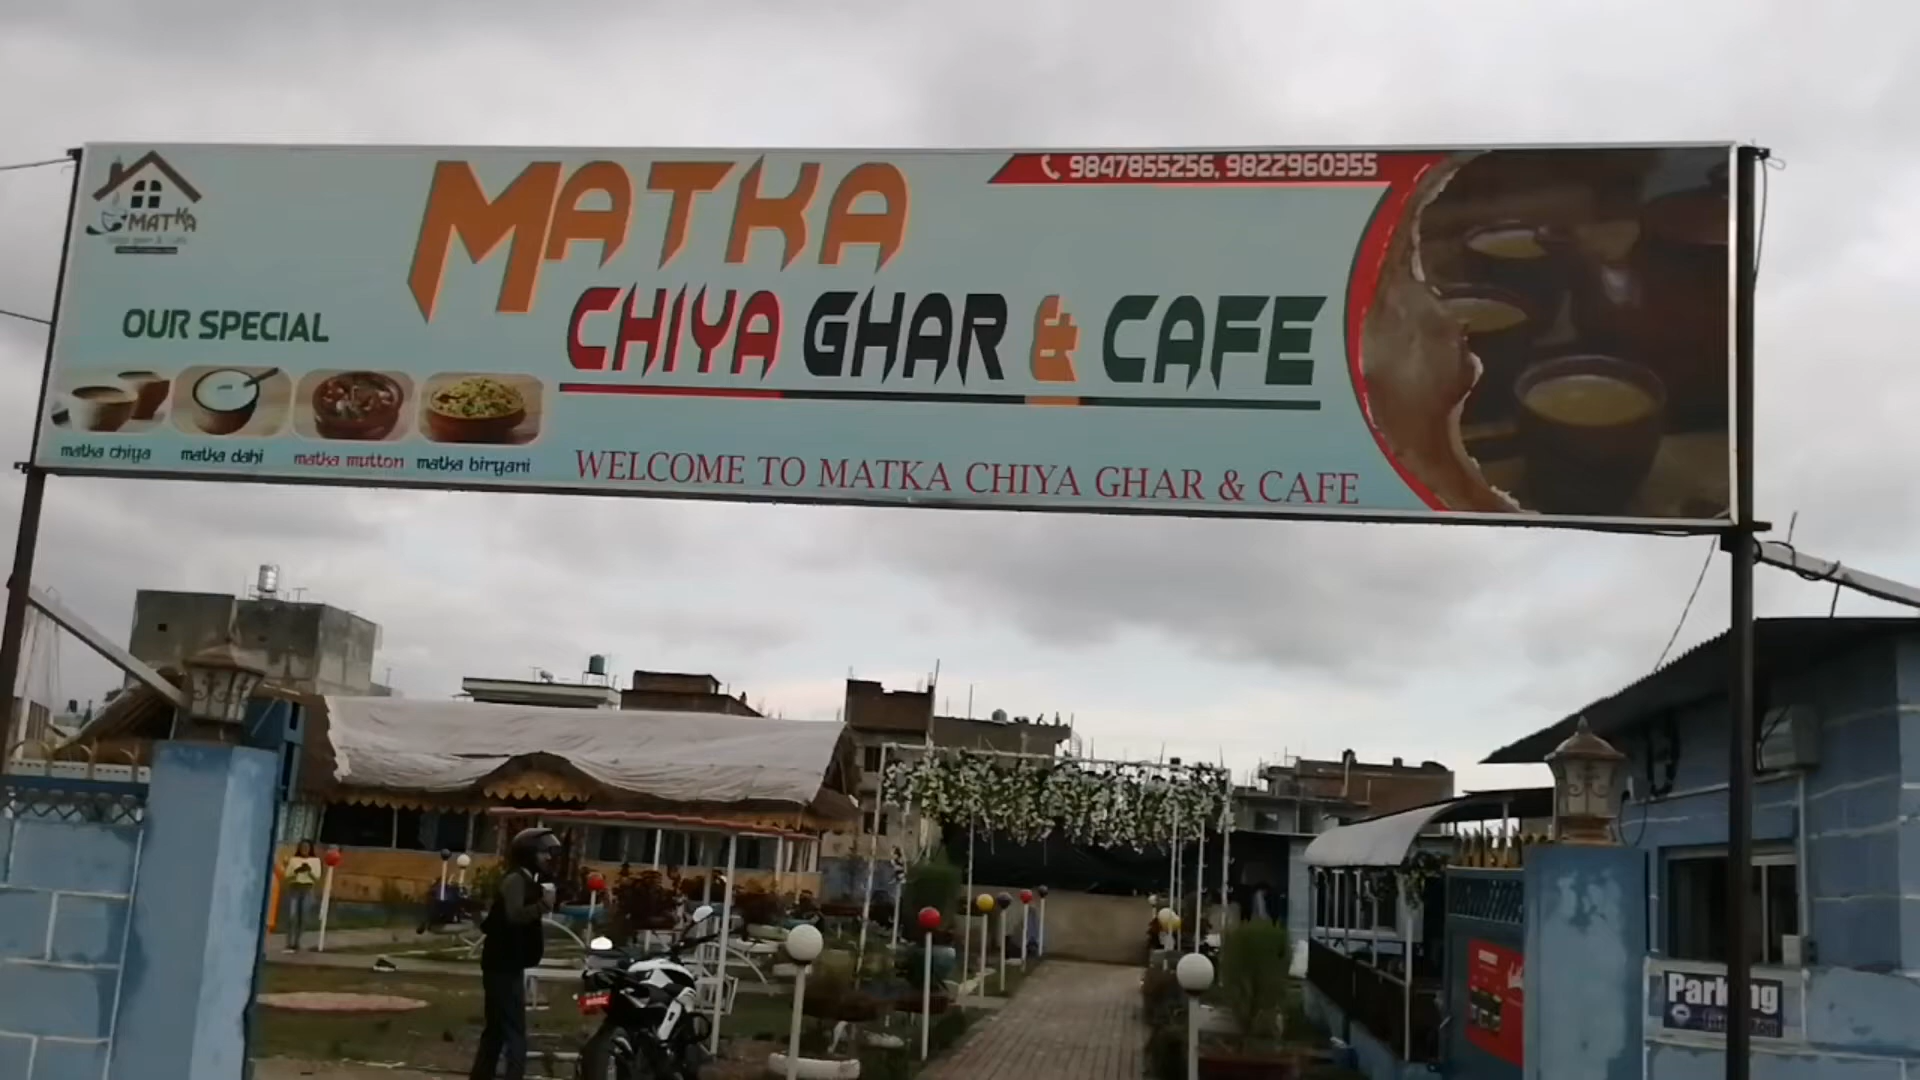 MATKA
9847855256, 9822960355
MATKA
CHIYA GHAR & CAFE
OUR SPECIAL
matka chiya
matka dahi
matka mutton
matka biryani
WELCOME TO MATKA CHIYA GHAR & CAFE